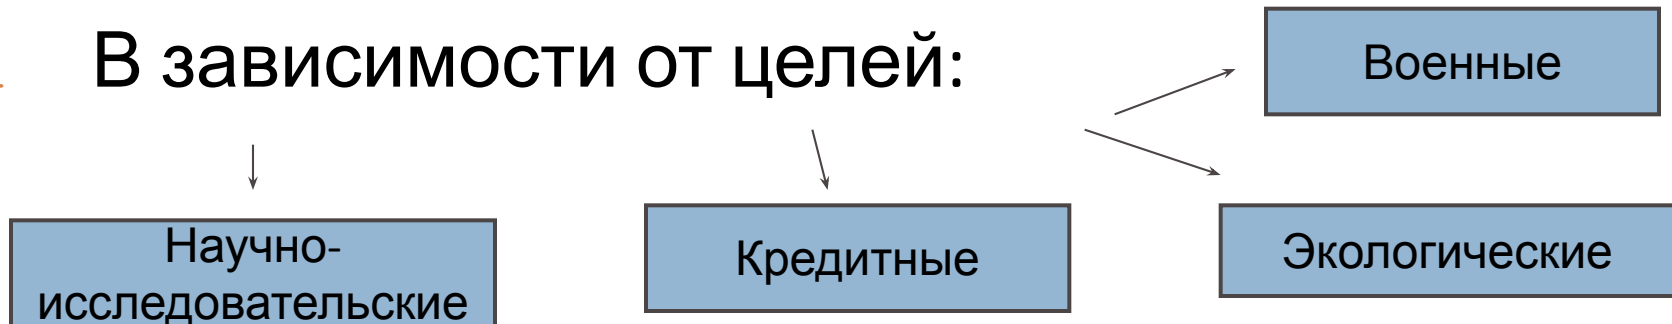 В зависимости от целей:
Военные
Научно-
исследовательские
Кредитные
Экологические